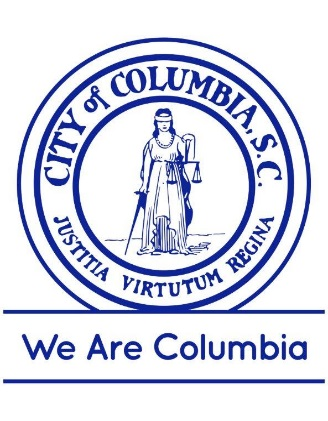 CITY of COLUMBIA, S.C.
JUSTITIA VIRTUTUM REGINA
We Are Columbia